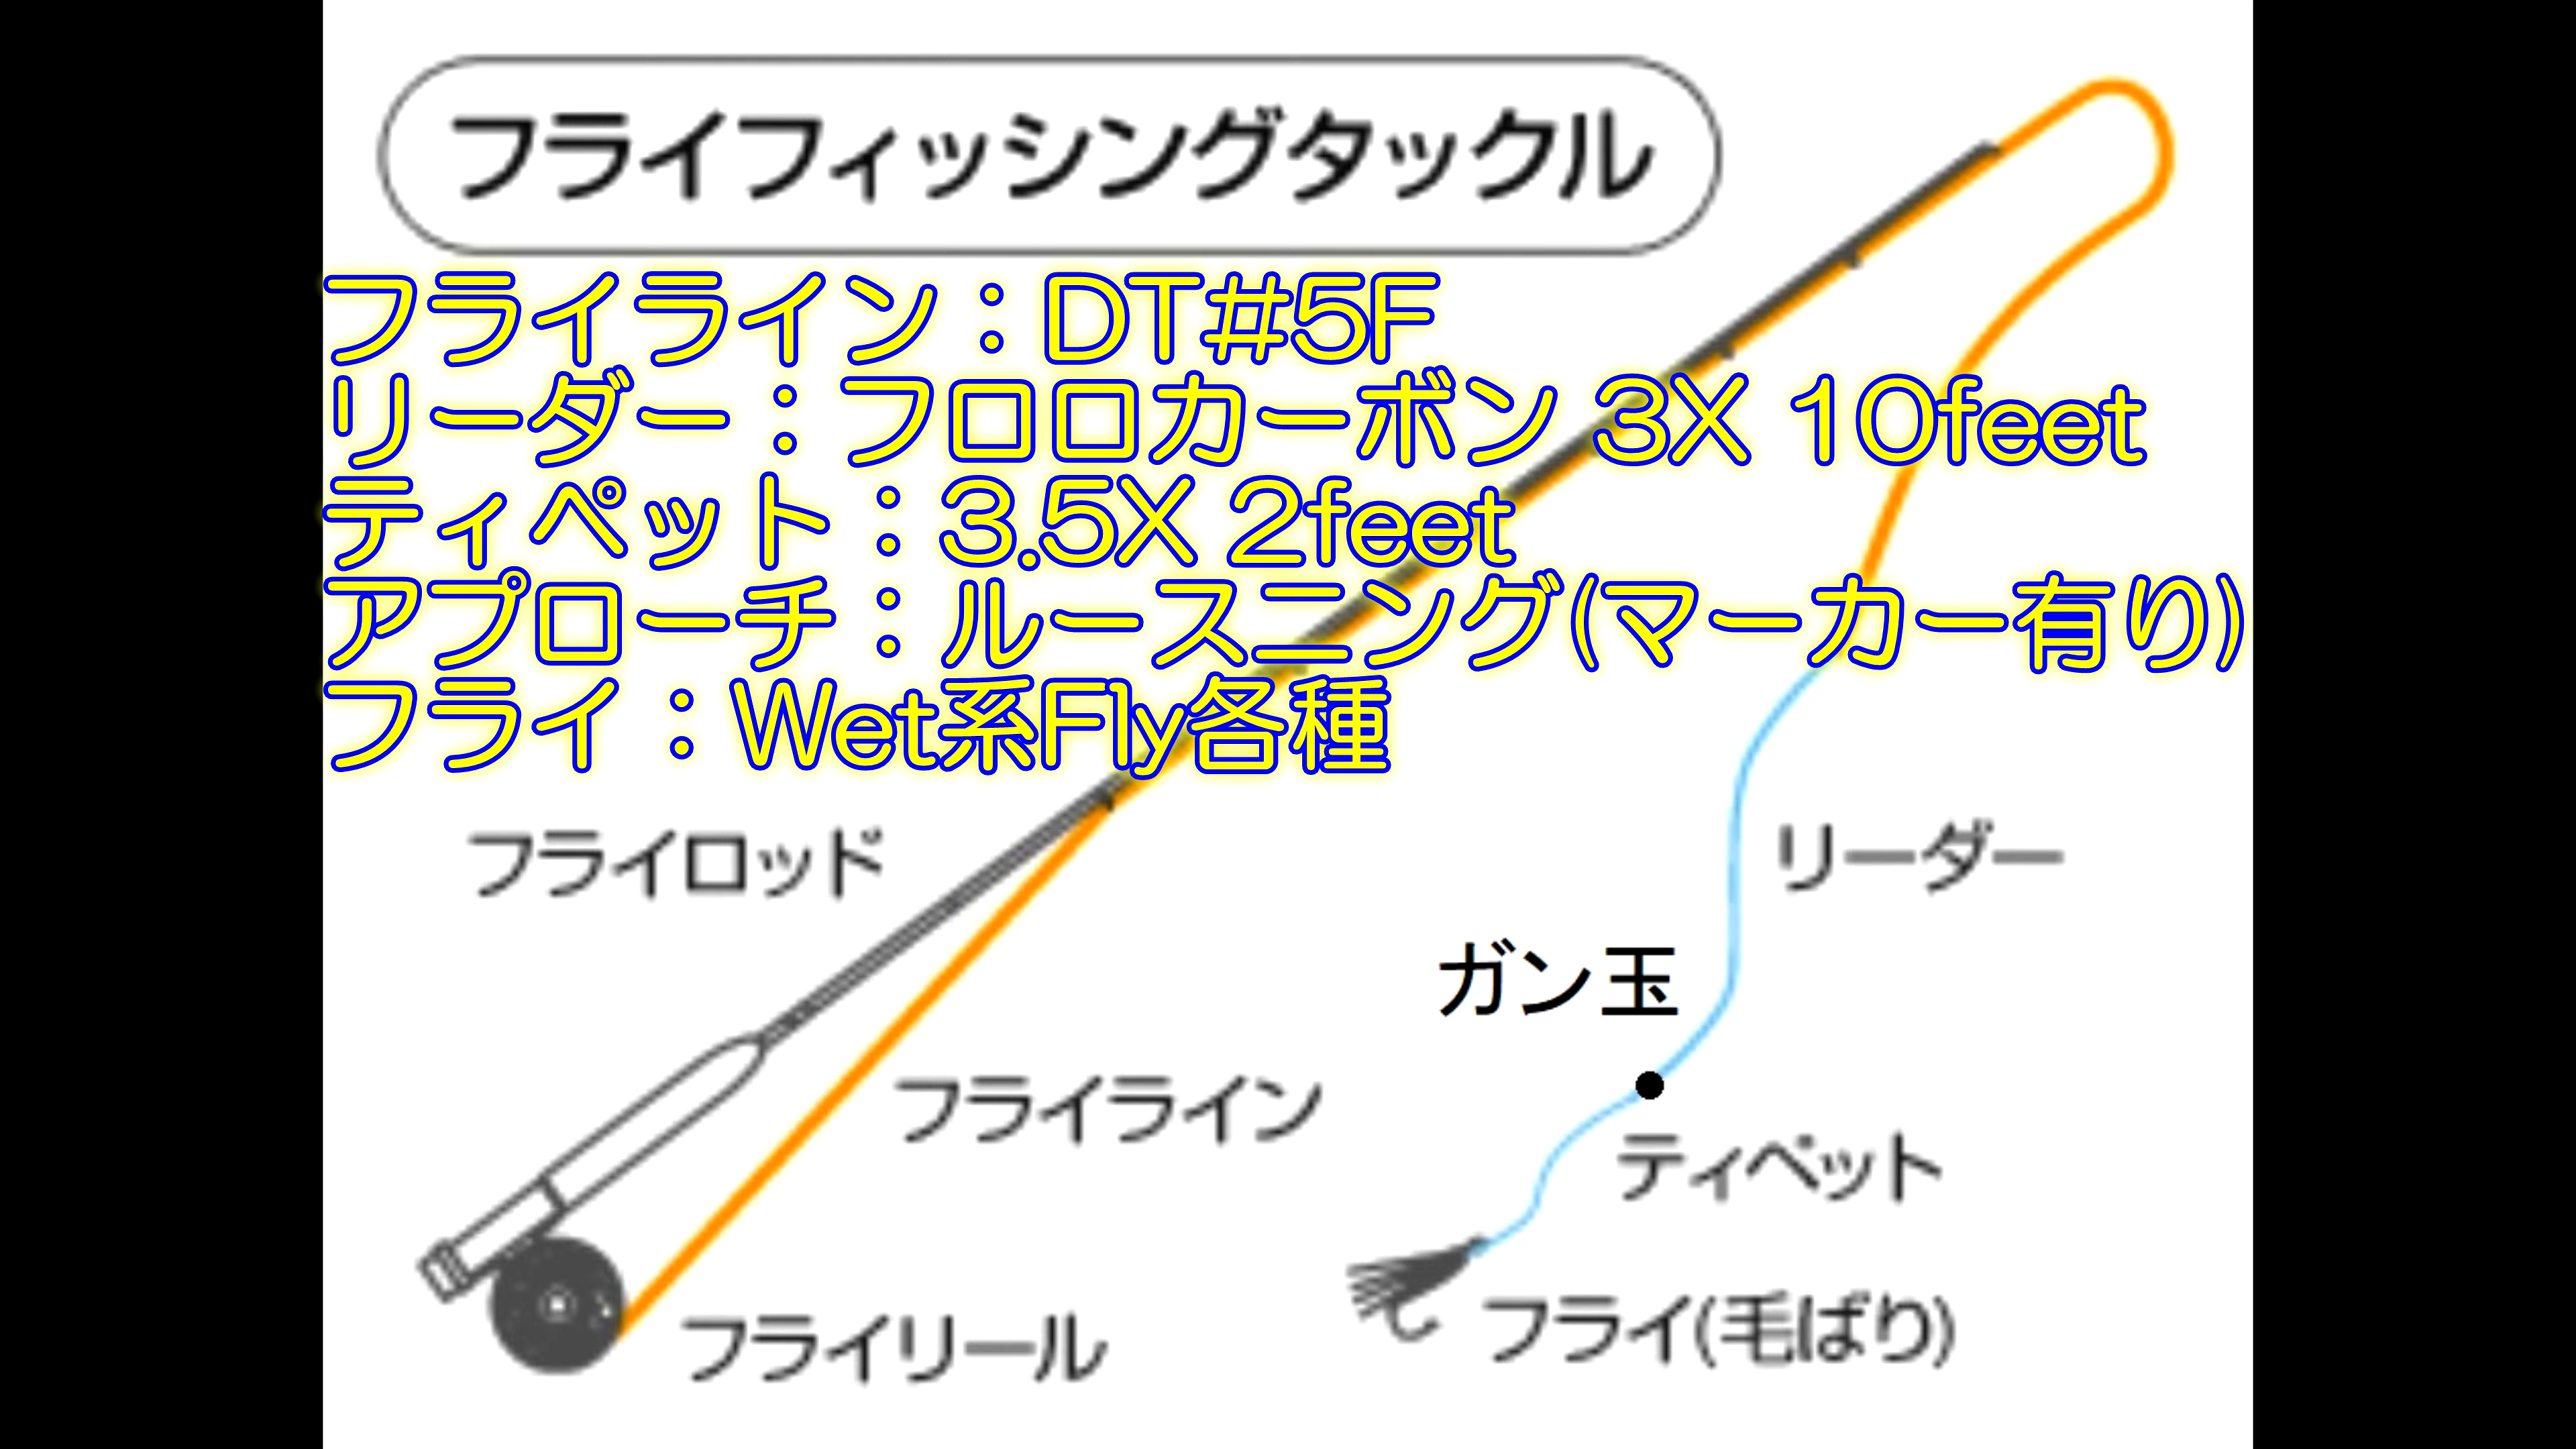 フライフィッシングタックル
フライライン：DT#5F
リーダー：フロロカーボン 3X 10feet
ティペット：3.5X 2feet
アプローチ：ルースニング(マーカー有り)
フライ：Wet系Fly各種
フライロッド
リーダー
ガン玉
フライライン
ティペット
フライ(毛ばり)
フライリール